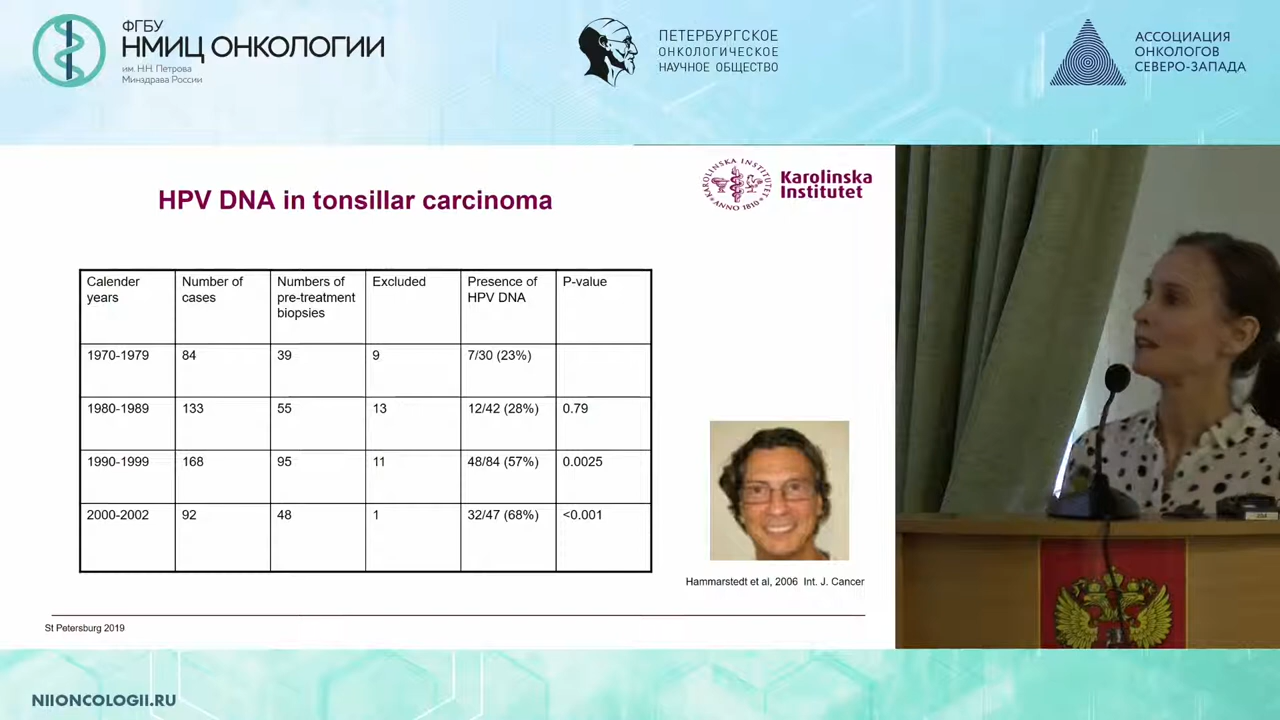 ФГБУ
НМИЦ ОНКОЛОГИИ
им. Н.Н. Петрова
Минздрава России
ПЕТЕРБУРГСКОЕ
ОНКОЛОГИЧЕСКОЕ
НАУЧНОЕ ОБЩЕСТВО
АССОЦИАЦИЯ
ОНКОЛОГОВ
СЕВЕРО-ЗАПАДА
HPV DNA in tonsillar carcinoma
KAROLINSKA INSTITUTET
ANNO 1810
Karolinska
Institutet
Calender years
Number of cases
Numbers of pre-treatment biopsies
Excluded
Presence of HPV DNA
P-value
1970-1979 84 39 9 7/30 (23%)
1980-1989 133 55 13 12/42 (28%) 0.79
1990-1999 168 95 11 48/84 (57%) 0.0025
2000-2002 92 48 1 32/47 (68%) <0.001
Hammarstedt et al, 2006 Int. J. Cancer
St Petersburg 2019
NIIONCOLOGII.RU